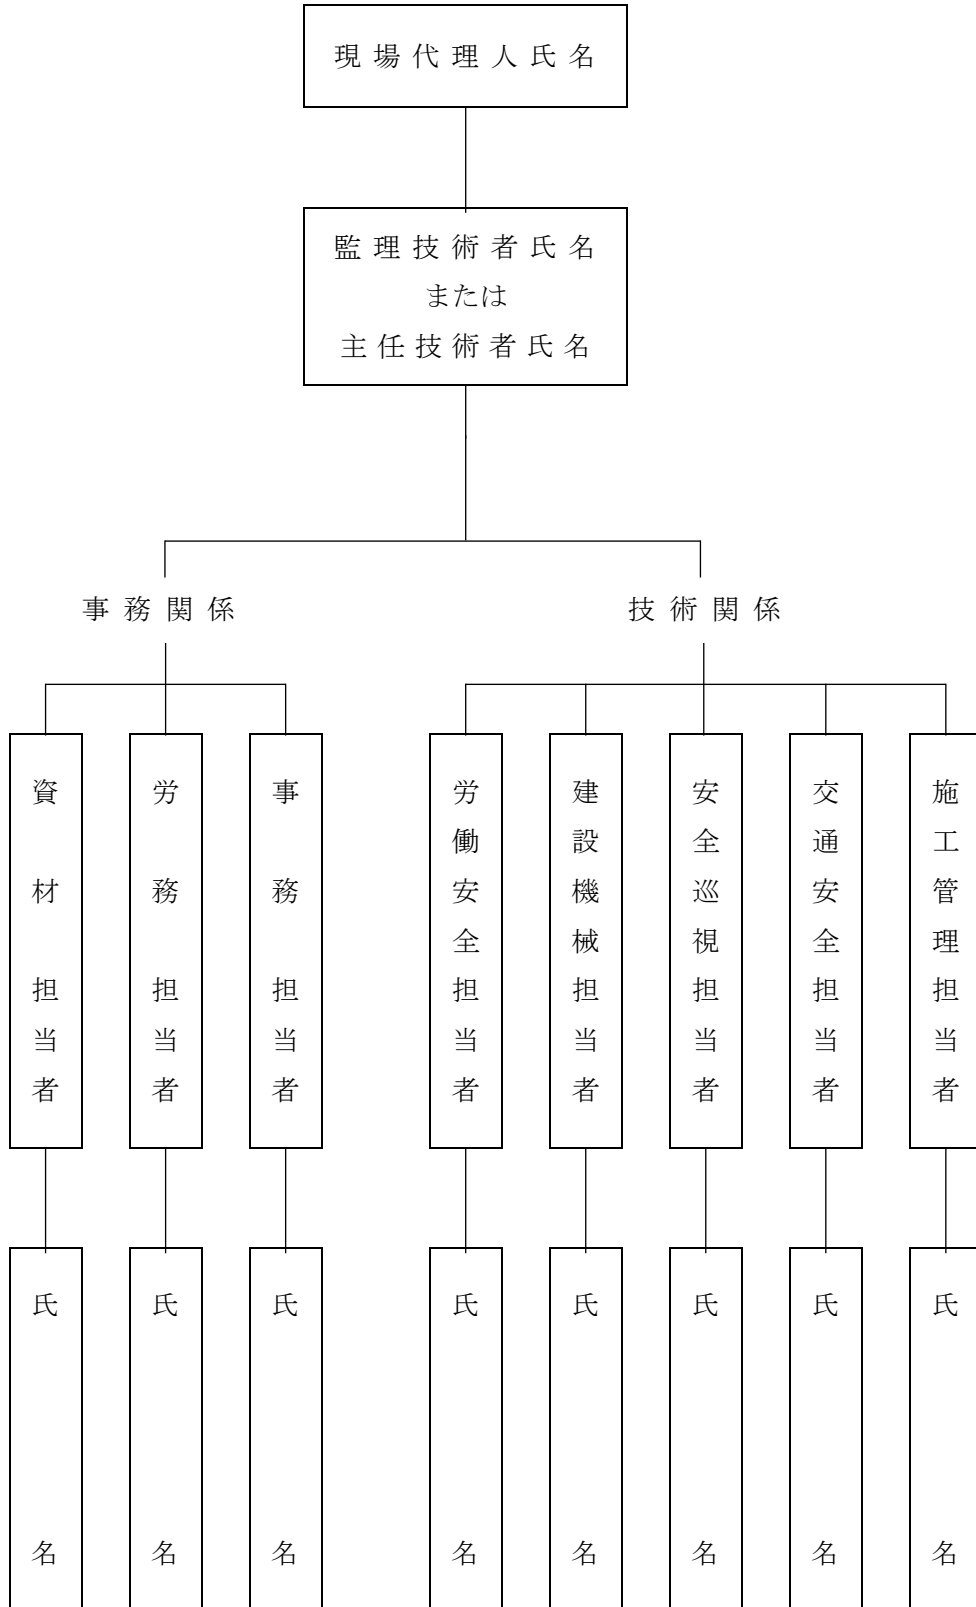 現場代理人氏名
監理技術者氏名
または
主任技術者氏名
事務関係
技術関係
資材担当者
労務担当者
事務担当者
労働安全担当者
建設機械担当者
安全巡視担当者
交通安全担当者
施工管理担当者
氏名
氏名
氏名
氏名
氏名
氏名
氏名
氏名